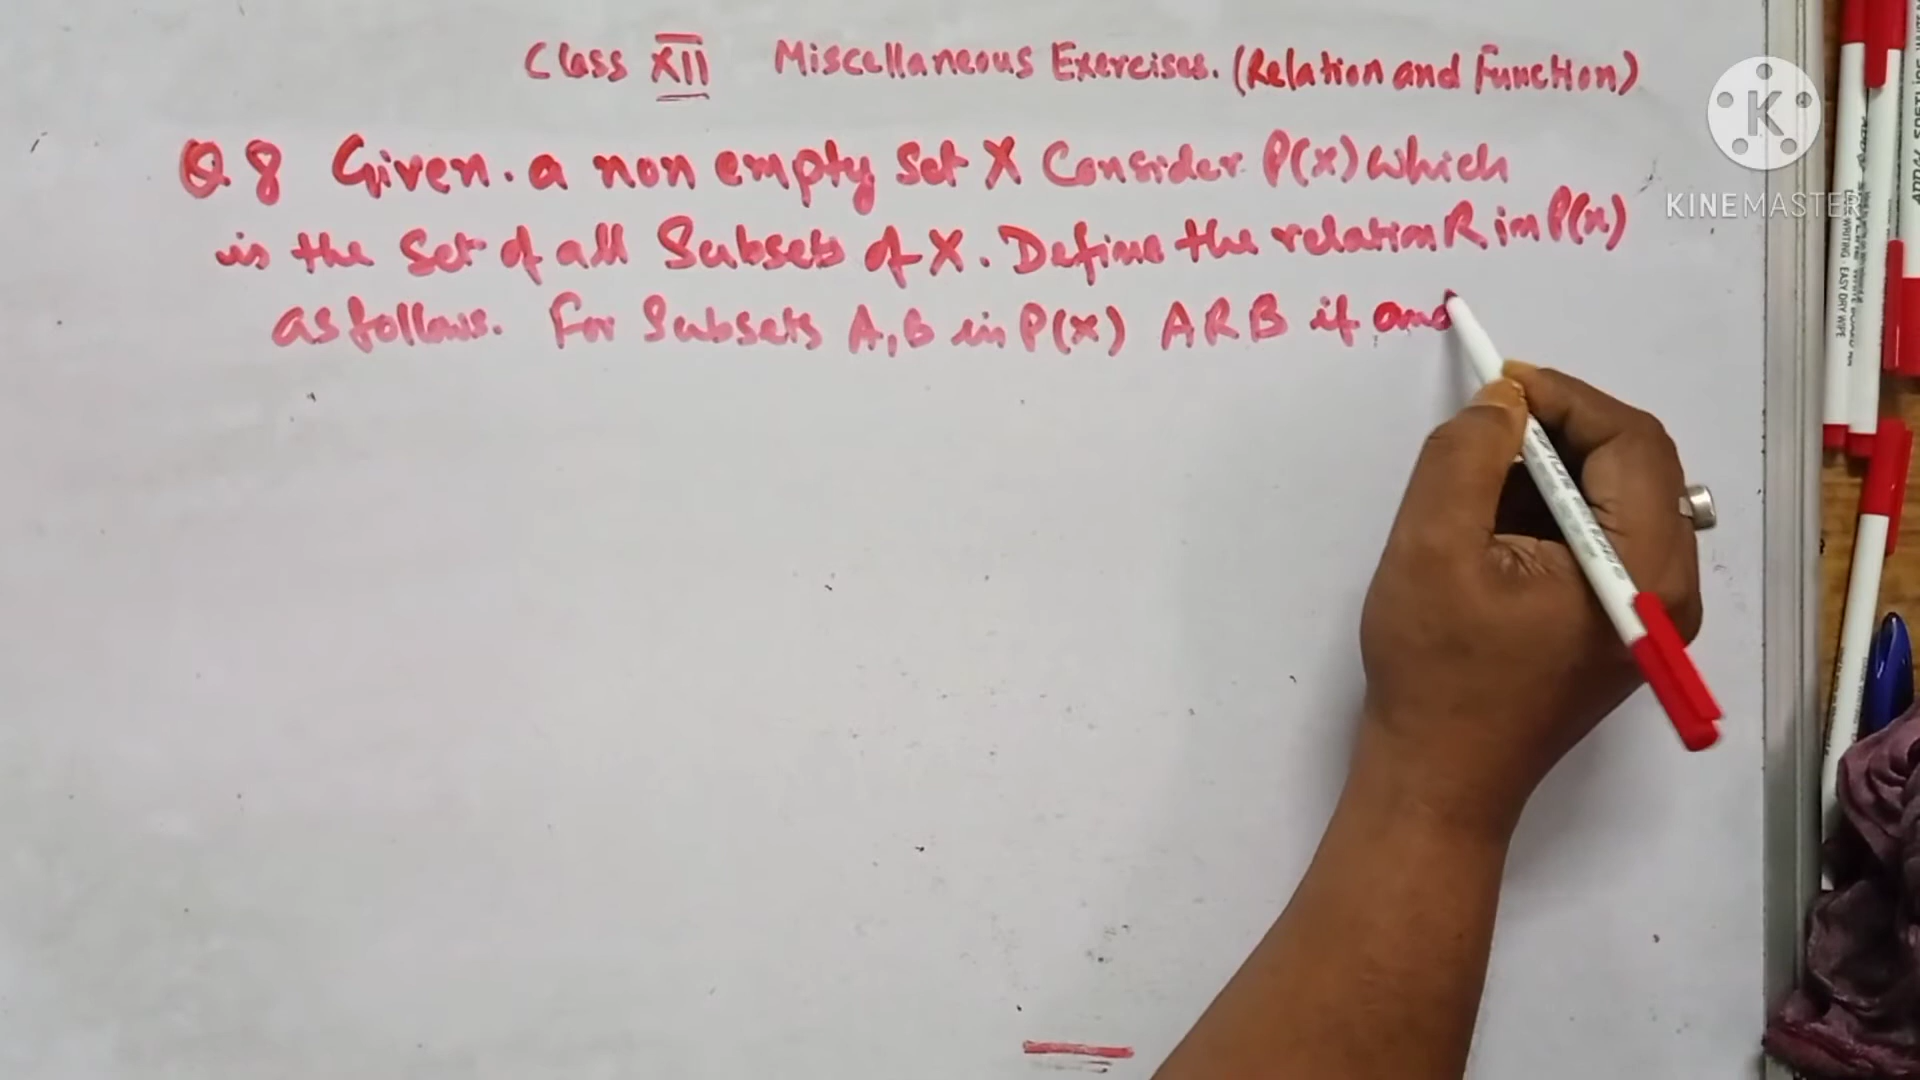 Class XII Miscellaneous Exercises. (Relation and Function)
Q.8 Given. a non empty set X Consider P(x) which
is the set of all Subsets of X. Define the relation R in P(x)
as follows. For Subsets A, B in P(x) ARB if and
K
KINEMASTER